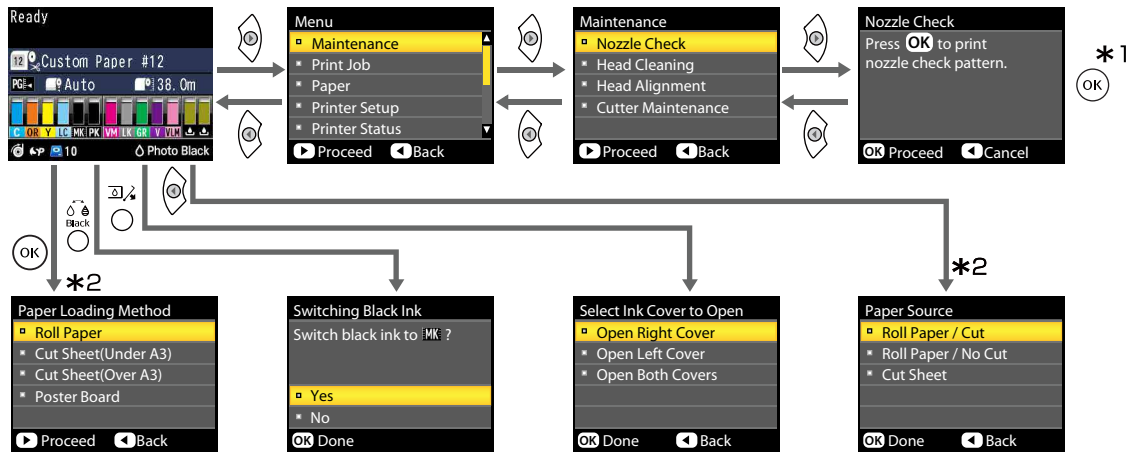 Ready
12 Custom Paper #12
PG Auto 38.0m
C OR Y LC MK PK VM LK GR V VLM
10 Photo Black
Menu
Maintenance
Print Job
Paper
Printer Setup
Printer Status
Proceed Back
Maintenance
Nozzle Check
Head Cleaning
Head Alignment
Cutter Maintenance
Proceed Back
Nozzle Check
Press OK to print
nozzle check pattern.
OK Proceed Cancel
*1
OK
Black
OK
*2
*2
Paper Loading Method
Roll Paper
Cut Sheet(Under A3)
Cut Sheet(Over A3)
Poster Board
Proceed Back
Switching Black Ink
Switch black ink to MK ?
Yes
No
OK Done
Select Ink Cover to Open
Open Right Cover
Open Left Cover
Open Both Covers
OK Done Back
Paper Source
Roll Paper / Cut
Roll Paper / No Cut
Cut Sheet
OK Done Back